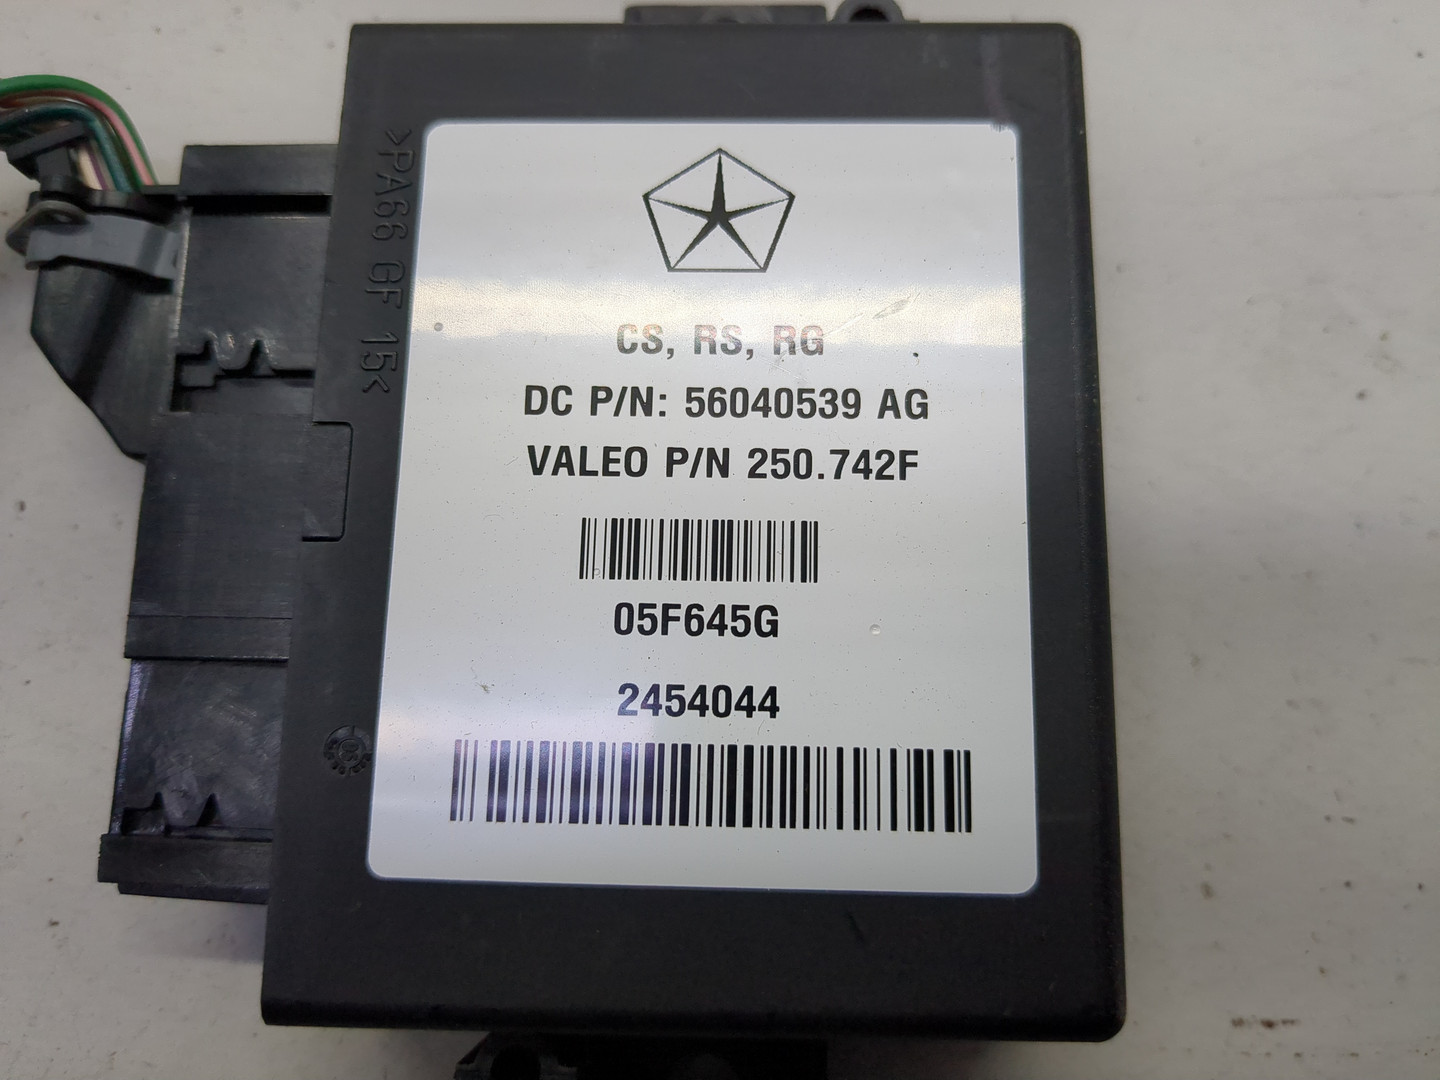 CS, RS, RG
DC P/N: 56040539 AG
VALEO P/N 250.742F
05F645G
2454044
>PA66 GF 15<